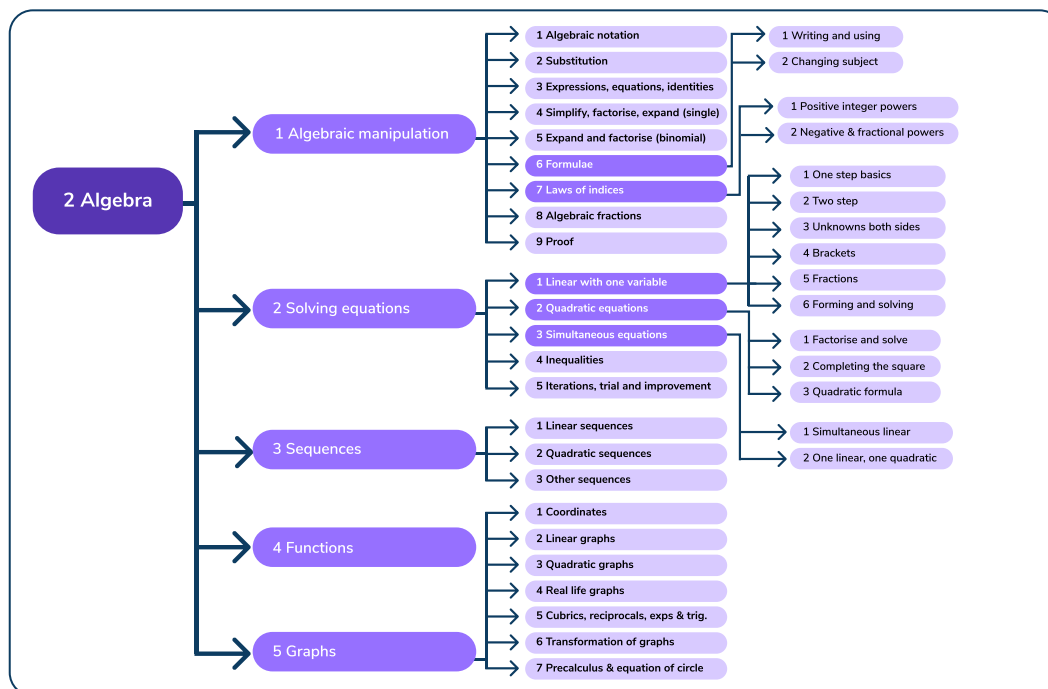 2 Algebra
1 Algebraic manipulation
1 Algebraic notation
2 Substitution
3 Expressions, equations, identities
4 Simplify, factorise, expand (single)
5 Expand and factorise (binomial)
6 Formulae
1 Writing and using
2 Changing subject
7 Laws of indices
1 Positive integer powers
2 Negative & fractional powers
8 Algebraic fractions
9 Proof
2 Solving equations
1 Linear with one variable
1 One step basics
2 Two step
3 Unknowns both sides
4 Brackets
5 Fractions
6 Forming and solving
2 Quadratic equations
1 Factorise and solve
2 Completing the square
3 Quadratic formula
3 Simultaneous equations
1 Simultaneous linear
2 One linear, one quadratic
4 Inequalities
5 Iterations, trial and improvement
3 Sequences
1 Linear sequences
2 Quadratic sequences
3 Other sequences
4 Functions
5 Graphs
1 Coordinates
2 Linear graphs
3 Quadratic graphs
4 Real life graphs
5 Cubrics, reciprocals, exps & trig.
6 Transformation of graphs
7 Precalculus & equation of circle